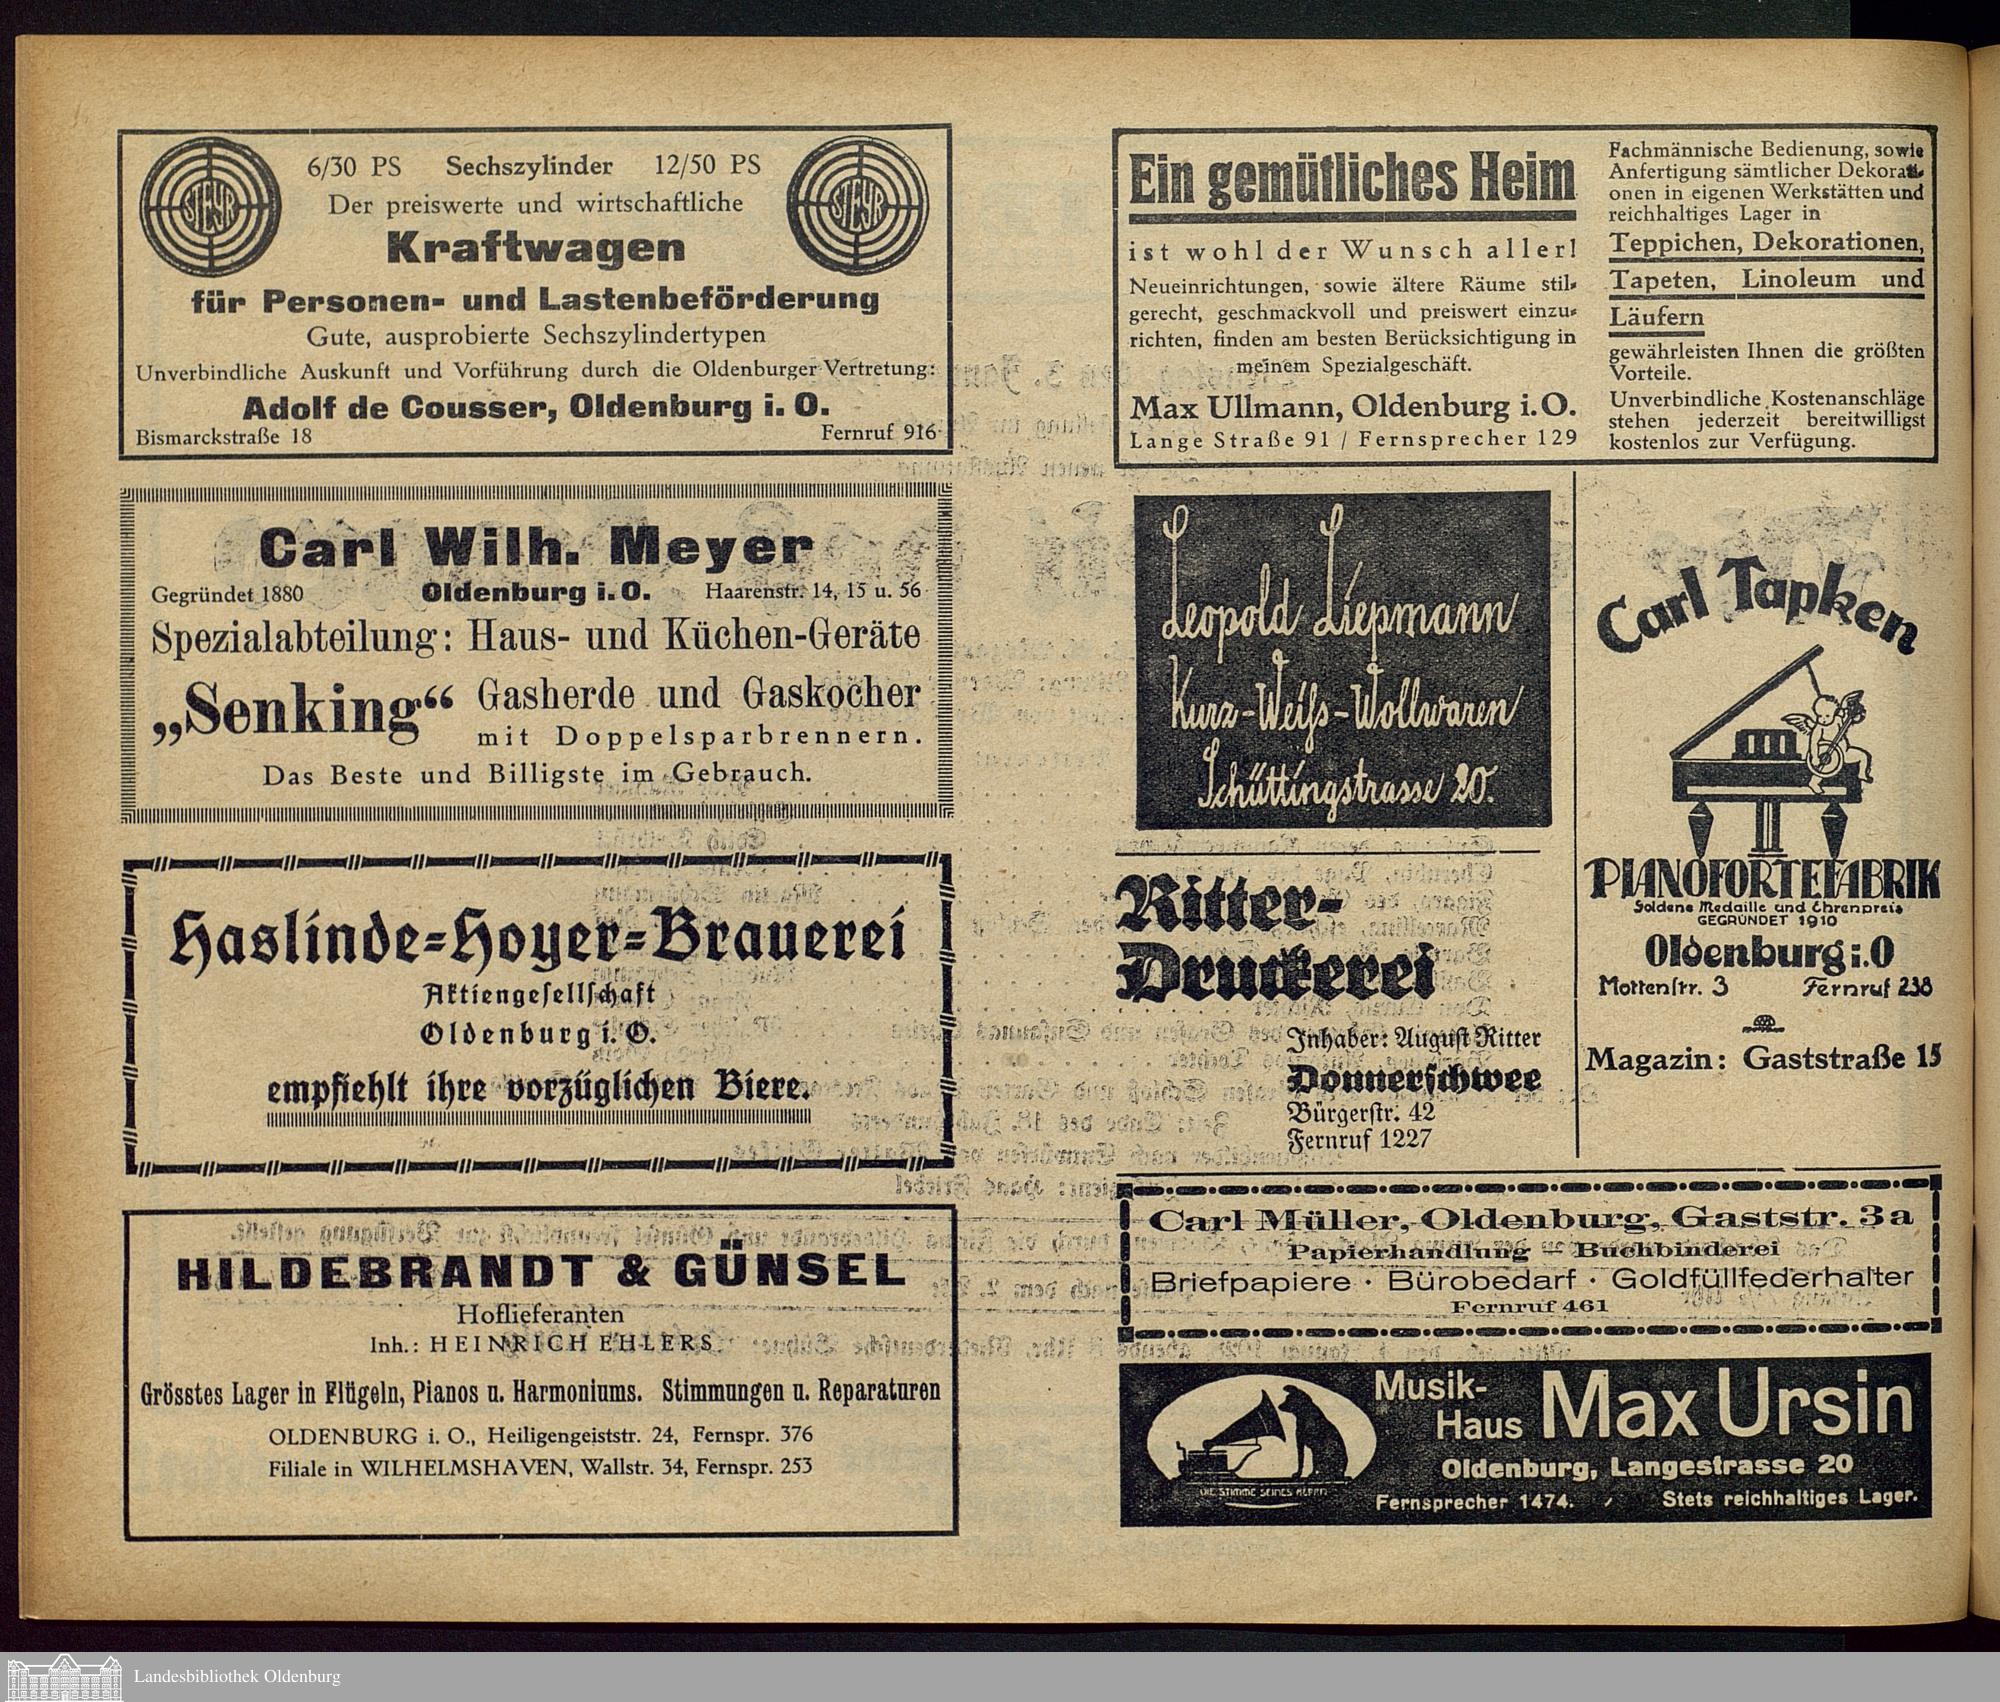 STEYR
6/30 PS Sechszylinder 12/50 PS
STEYR
Der preiswerte und wirtschaftliche
Kraftwagen
für Personen- und Lastenbeförderung
Gute, ausprobierte Sechszylindertypen
Unverbindliche Auskunft und Vorführung durch die Oldenburger Vertretung:
Adolf de Cousser, Oldenburg i. O.
Bismarckstraße 18 Fernruf 916
Carl Wilh. Meyer
Gegründet 1880 Oldenburg i. O. Haarenstr. 14, 15 u. 56
Spezialabteilung: Haus- und Küchen-Geräte
„Senking“ Gasherde und Gaskocher
mit Doppelsparbrennern.
Das Beste und Billigste im Gebrauch.
Haslinde-Hoyer-Brauerei
Aktiengesellschaft
Oldenburg i. O.
empfiehlt ihre vorzüglichen Biere.
HILDEBRANDT & GÜNSEL
Hoflieferanten
Inh.: HEINRICH EHLERS
Grösstes Lager in Flügeln, Pianos u. Harmoniums. Stimmungen u. Reparaturen
OLDENBURG i. O., Heiligengeiststr. 24, Fernspr. 376
Filiale in WILHELMSHAVEN, Wallstr. 34, Fernspr. 253
Ein gemütliches Heim
ist wohl der Wunsch aller!
Neueinrichtungen, sowie ältere Räume stil-
gerecht, geschmackvoll und preiswert einzu-
richten, finden am besten Berücksichtigung in
meinem Spezialgeschäft.
Max Ullmann, Oldenburg i. O.
Lange Straße 91 / Fernsprecher 129
Fachmännische Bedienung, sowie
Anfertigung sämtlicher Dekorati-
onen in eigenen Werkstätten und
reichhaltiges Lager in
Teppichen, Dekorationen,
Tapeten, Linoleum und
Läufern
gewährleisten Ihnen die größten
Vorteile.
Unverbindliche Kostenanschläge
stehen jederzeit bereitwilligst
kostenlos zur Verfügung.
Leopold Liepmann
Kurz-Weiß-Wollwaren
Schüttingstrasse 20.
Ritter-
Druckerei
Inhaber: August Ritter
Donnerschwee
Bürgerstr. 42
Fernruf 1227
Carl Tapken
PIANOFORTEFABRIK
Goldene Medaille und Ehrenpreis
GEGRÜNDET 1910
Oldenburg i.O
Mottenstr. 3 Fernruf 238
Magazin: Gaststraße 15
Carl Müller, Oldenburg, Gaststr. 3a
Papierhandlung — Buchbinderei
Briefpapiere · Bürobedarf · Goldfüllfederhalter
Fernruf 461
DIE STIMME SEINES HERRN
Musik-
Haus Max Ursin
Oldenburg, Langestrasse 20
Fernsprecher 1474. / Stets reichhaltiges Lager.
Landesbibliothek Oldenburg